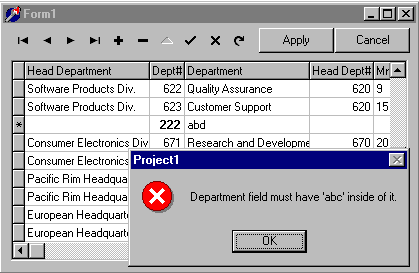 Form1
Apply Cancel
Head Department Dept# Department Head Dept# Mr
Software Products Div. 622 Quality Assurance 620 9
Software Products Div. 623 Customer Support 620 15
* 222 abd
Consumer Electronics Div 671 Research and Developme 670 20
Consumer Electronics
Pacific Rim Headqua
Pacific Rim Headqua
European Headquart
European Headquart
Project1
Department field must have 'abc' inside of it.
OK